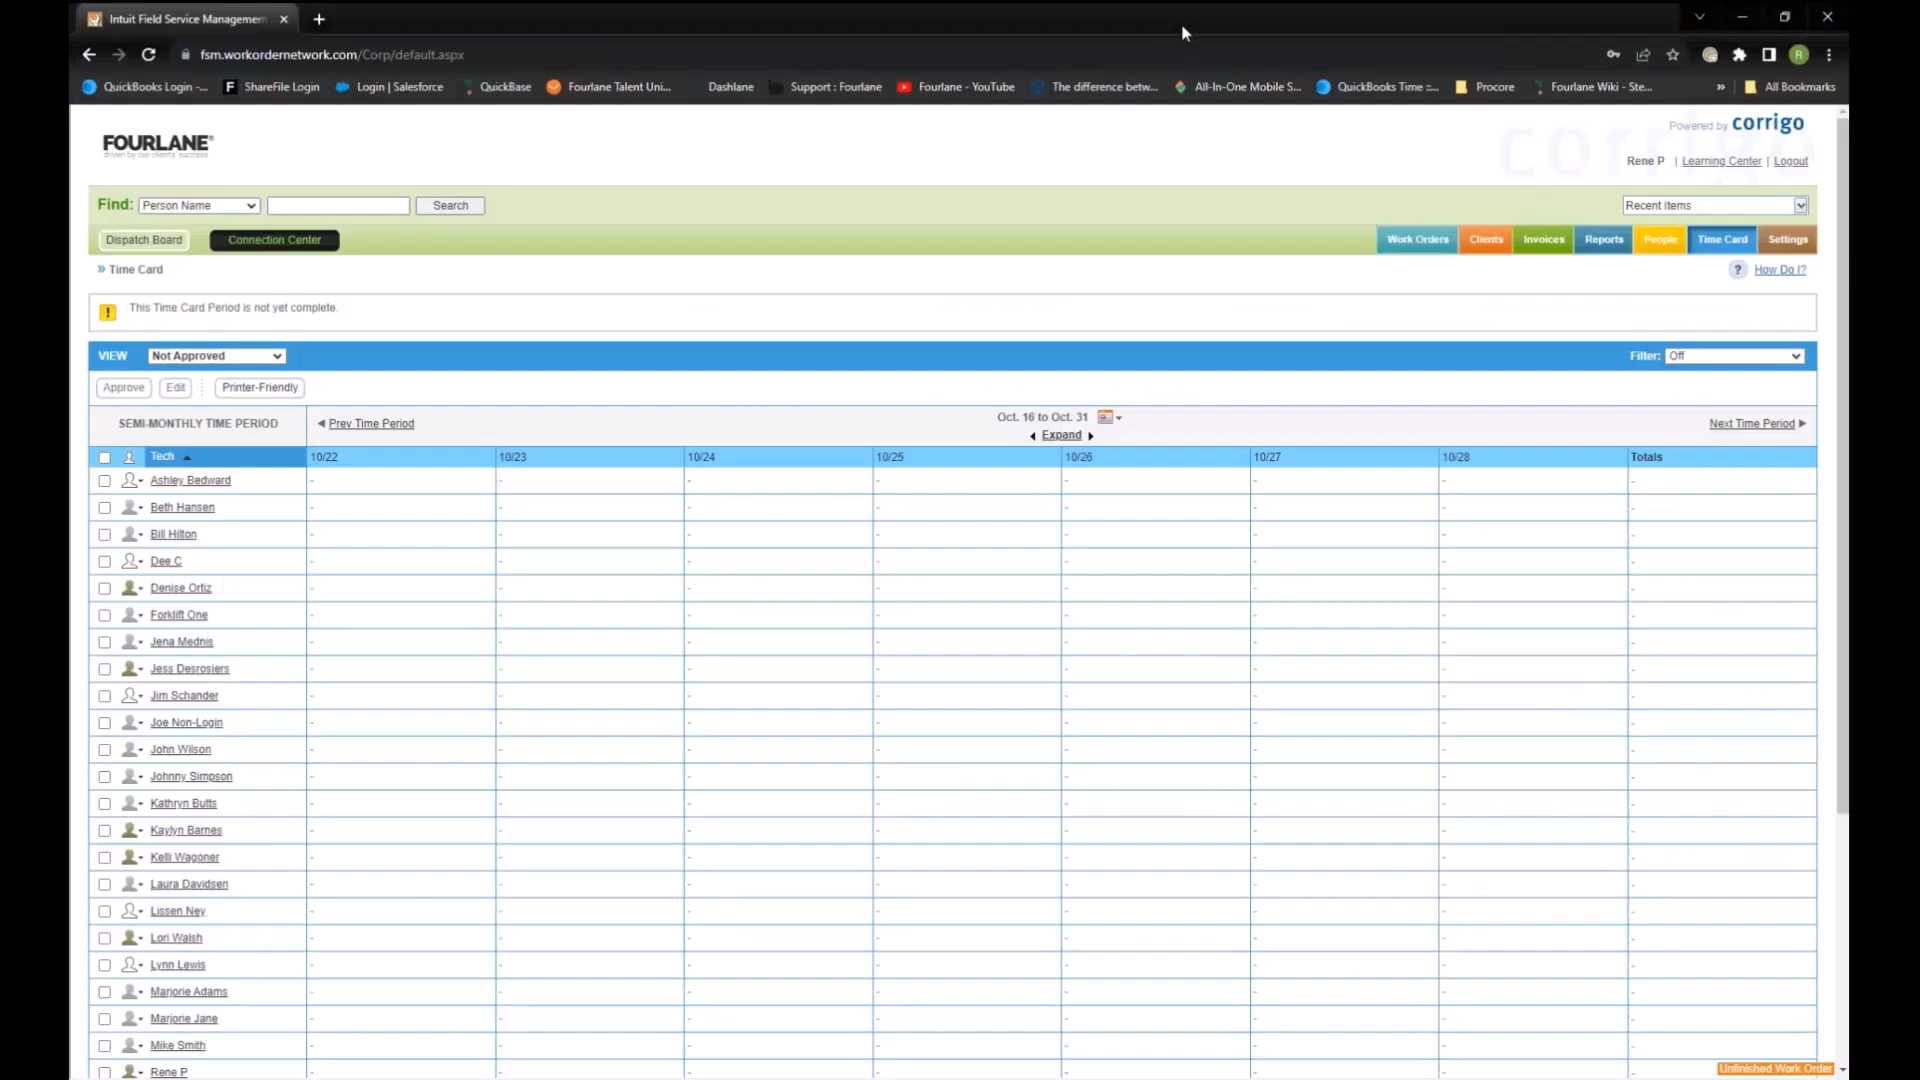 Intuit Field Service Managemen
fsm.workordernetwork.com/Corp/default.aspx
R
QuickBooks Login -...
ShareFile Login
Login | Salesforce
QuickBase
Fourlane Talent Uni...
Dashlane
Support : Fourlane
Fourlane - YouTube
The difference betw...
All-In-One Mobile S...
QuickBooks Time ::...
Procore
Fourlane Wiki - Ste...
»
All Bookmarks
FOURLANE
driven by our clients' success
Powered by corrigo
corrigo
Rene P | Learning Center | Logout
Find: Person Name Search
Recent Items
Dispatch Board Connection Center
Work Orders Clients Invoices Reports People Time Card Settings
» Time Card
? How Do I?
! This Time Card Period is not yet complete.
VIEW Not Approved
Filter: Off
Approve Edit Printer-Friendly
SEMI-MONTHLY TIME PERIOD
Prev Time Period
Oct. 16 to Oct. 31
Expand
Next Time Period
Tech 10/22 10/23 10/24 10/25 10/26 10/27 10/28 Totals
Ashley Bedward - - - - - - - -
Beth Hansen - - - - - - - -
Bill Hilton - - - - - - - -
Dee C - - - - - - - -
Denise Ortiz - - - - - - - -
Forklift One - - - - - - - -
Jena Mednis - - - - - - - -
Jess Desrosiers - - - - - - - -
Jim Schander - - - - - - - -
Joe Non-Login - - - - - - - -
John Wilson - - - - - - - -
Johnny Simpson - - - - - - - -
Kathryn Butts - - - - - - - -
Kaylyn Barnes - - - - - - - -
Kelli Wagoner - - - - - - - -
Laura Davidsen - - - - - - - -
Lissen Ney - - - - - - - -
Lori Walsh - - - - - - - -
Lynn Lewis - - - - - - - -
Marjorie Adams - - - - - - - -
Marjorie Jane - - - - - - - -
Mike Smith - - - - - - - -
Rene P - - - - - - - -
Unfinished Work Order